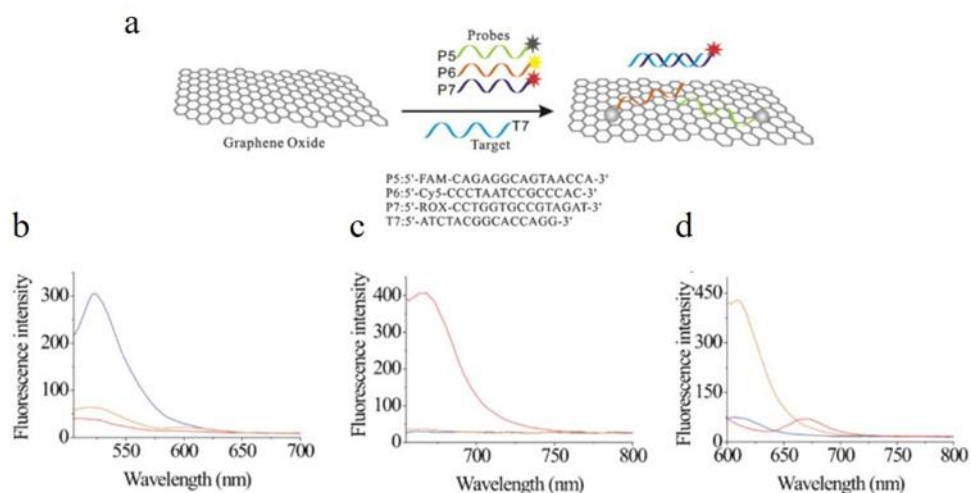 a
Probes
P5
P6
P7
T7
Target
Graphene Oxide
P5:5'-FAM-CAGAGGCAGTAACCA-3'
P6:5'-Cy5-CCCTAATCCGCCCAC-3'
P7:5'-ROX-CCTGGTGCCGTAGAT-3'
T7:5'-ATCTACGGCACCAGG-3'
b
Fluorescence intensity
300
200
100
0
550
600
650
700
Wavelength (nm)
c
Fluorescence intensity
400
300
200
100
0
700
750
800
Wavelength (nm)
d
Fluorescence intensity
450
300
150
0
600
650
700
750
800
Wavelength (nm)